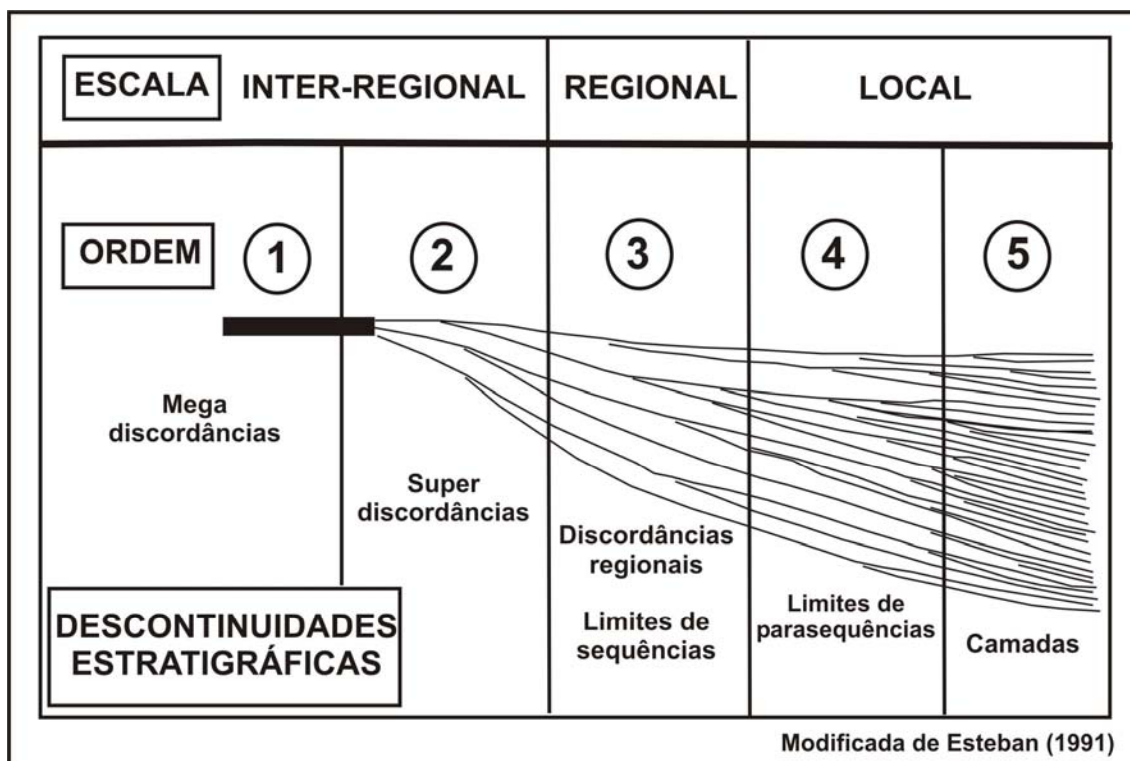 ESCALA INTER-REGIONAL REGIONAL LOCAL
ORDEM 1 2 3 4 5
Mega
discordâncias
Super
discordâncias
Discordâncias
regionais
Limites de
sequências
Limites de
parasequências
Camadas
DESCONTINUIDADES
ESTRATIGRÁFICAS
Modificada de Esteban (1991)